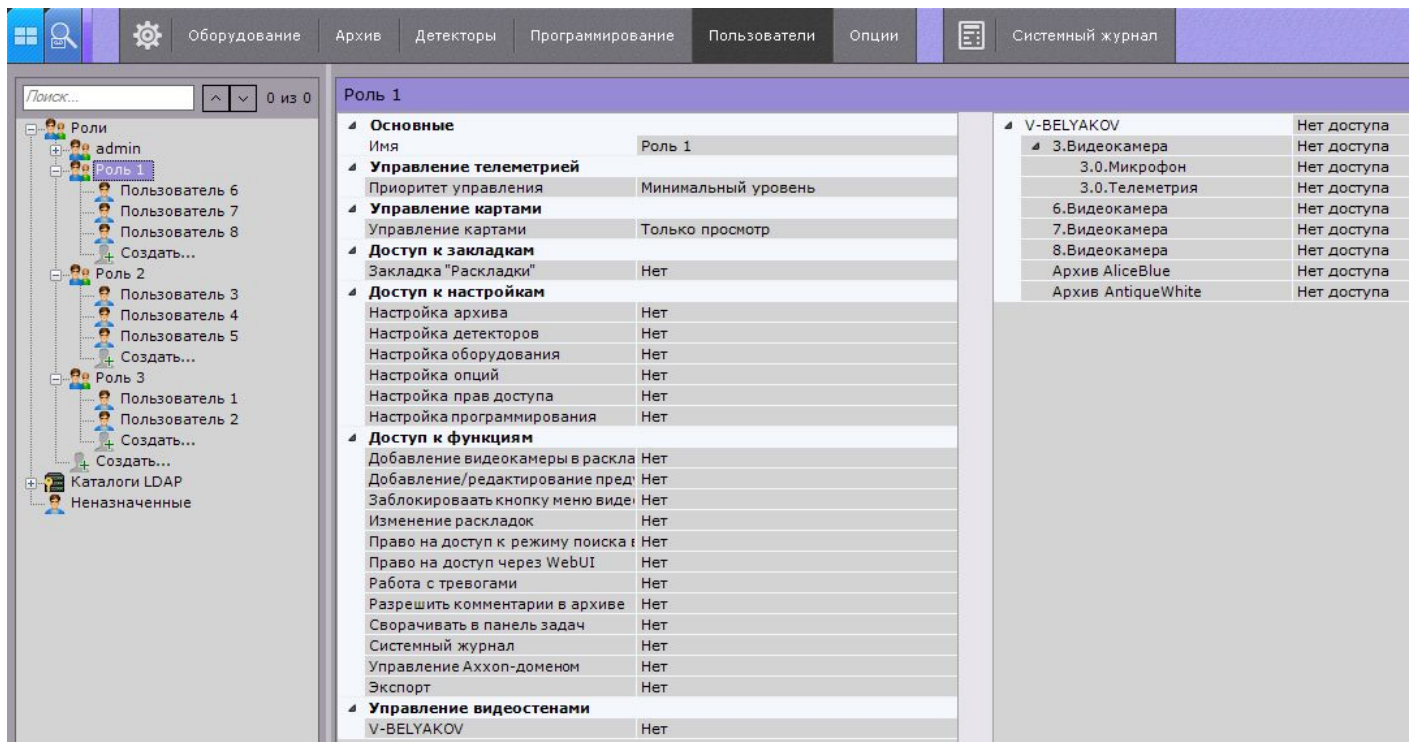 Оборудование Архив Детекторы Программирование Пользователи Опции Системный журнал
Поиск... 0 из 0
Роли
admin
Роль 1
Пользователь 6
Пользователь 7
Пользователь 8
Создать...
Роль 2
Пользователь 3
Пользователь 4
Пользователь 5
Создать...
Роль 3
Пользователь 1
Пользователь 2
Создать...
Создать...
Каталоги LDAP
Неназначенные
Роль 1
Основные
Имя Роль 1
Управление телеметрией
Приоритет управления Минимальный уровень
Управление картами
Управление картами Только просмотр
Доступ к закладкам
Закладка "Раскладки" Нет
Доступ к настройкам
Настройка архива Нет
Настройка детекторов Нет
Настройка оборудования Нет
Настройка опций Нет
Настройка прав доступа Нет
Настройка программирования Нет
Доступ к функциям
Добавление видеокамеры в раскла Нет
Добавление/редактирование пред Нет
Заблокироваать кнопку меню виде Нет
Изменение раскладок Нет
Право на доступ к режиму поиска в Нет
Право на доступ через WebUI Нет
Работа с тревогами Нет
Разрешить комментарии в архиве Нет
Сворачивать в панель задач Нет
Системный журнал Нет
Управление Axxon-доменом Нет
Экспорт Нет
Управление видеостенами
V-BELYAKOV Нет
V-BELYAKOV Нет доступа
3.Видеокамера Нет доступа
3.0.Микрофон Нет доступа
3.0.Телеметрия Нет доступа
6.Видеокамера Нет доступа
7.Видеокамера Нет доступа
8.Видеокамера Нет доступа
Архив AliceBlue Нет доступа
Архив AntiqueWhite Нет доступа